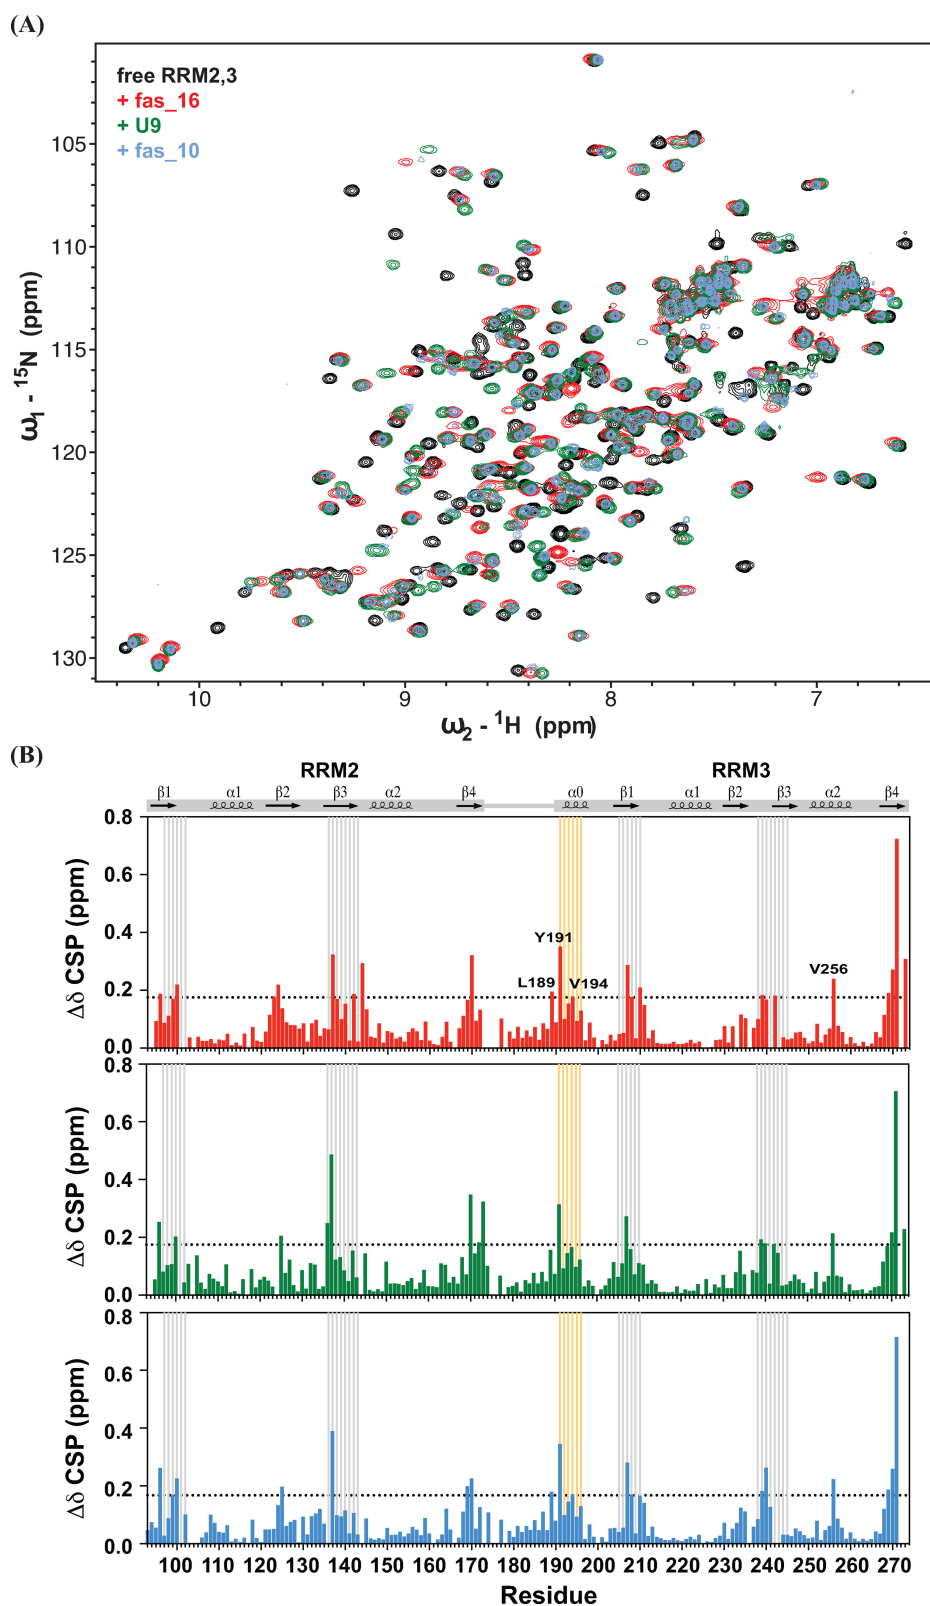 (A)
free RRM2,3
+ fas_16
+ U9
+ fas_10
105
110
115
120
125
130
ω1 - 15N (ppm)
10 9 8 7
ω2 - 1H (ppm)
(B)
RRM2 RRM3
β1 α1 β2 β3 α2 β4 α0 β1 α1 β2 β3 α2 β4
0.8
0.6
0.4
0.2
0.0
Δδ CSP (ppm)
Y191
L189 V194 V256
0.8
0.6
0.4
0.2
0.0
Δδ CSP (ppm)
0.8
0.6
0.4
0.2
0.0
Δδ CSP (ppm)
100 110 120 130 140 150 160 170 180 190 200 210 220 230 240 250 260 270
Residue